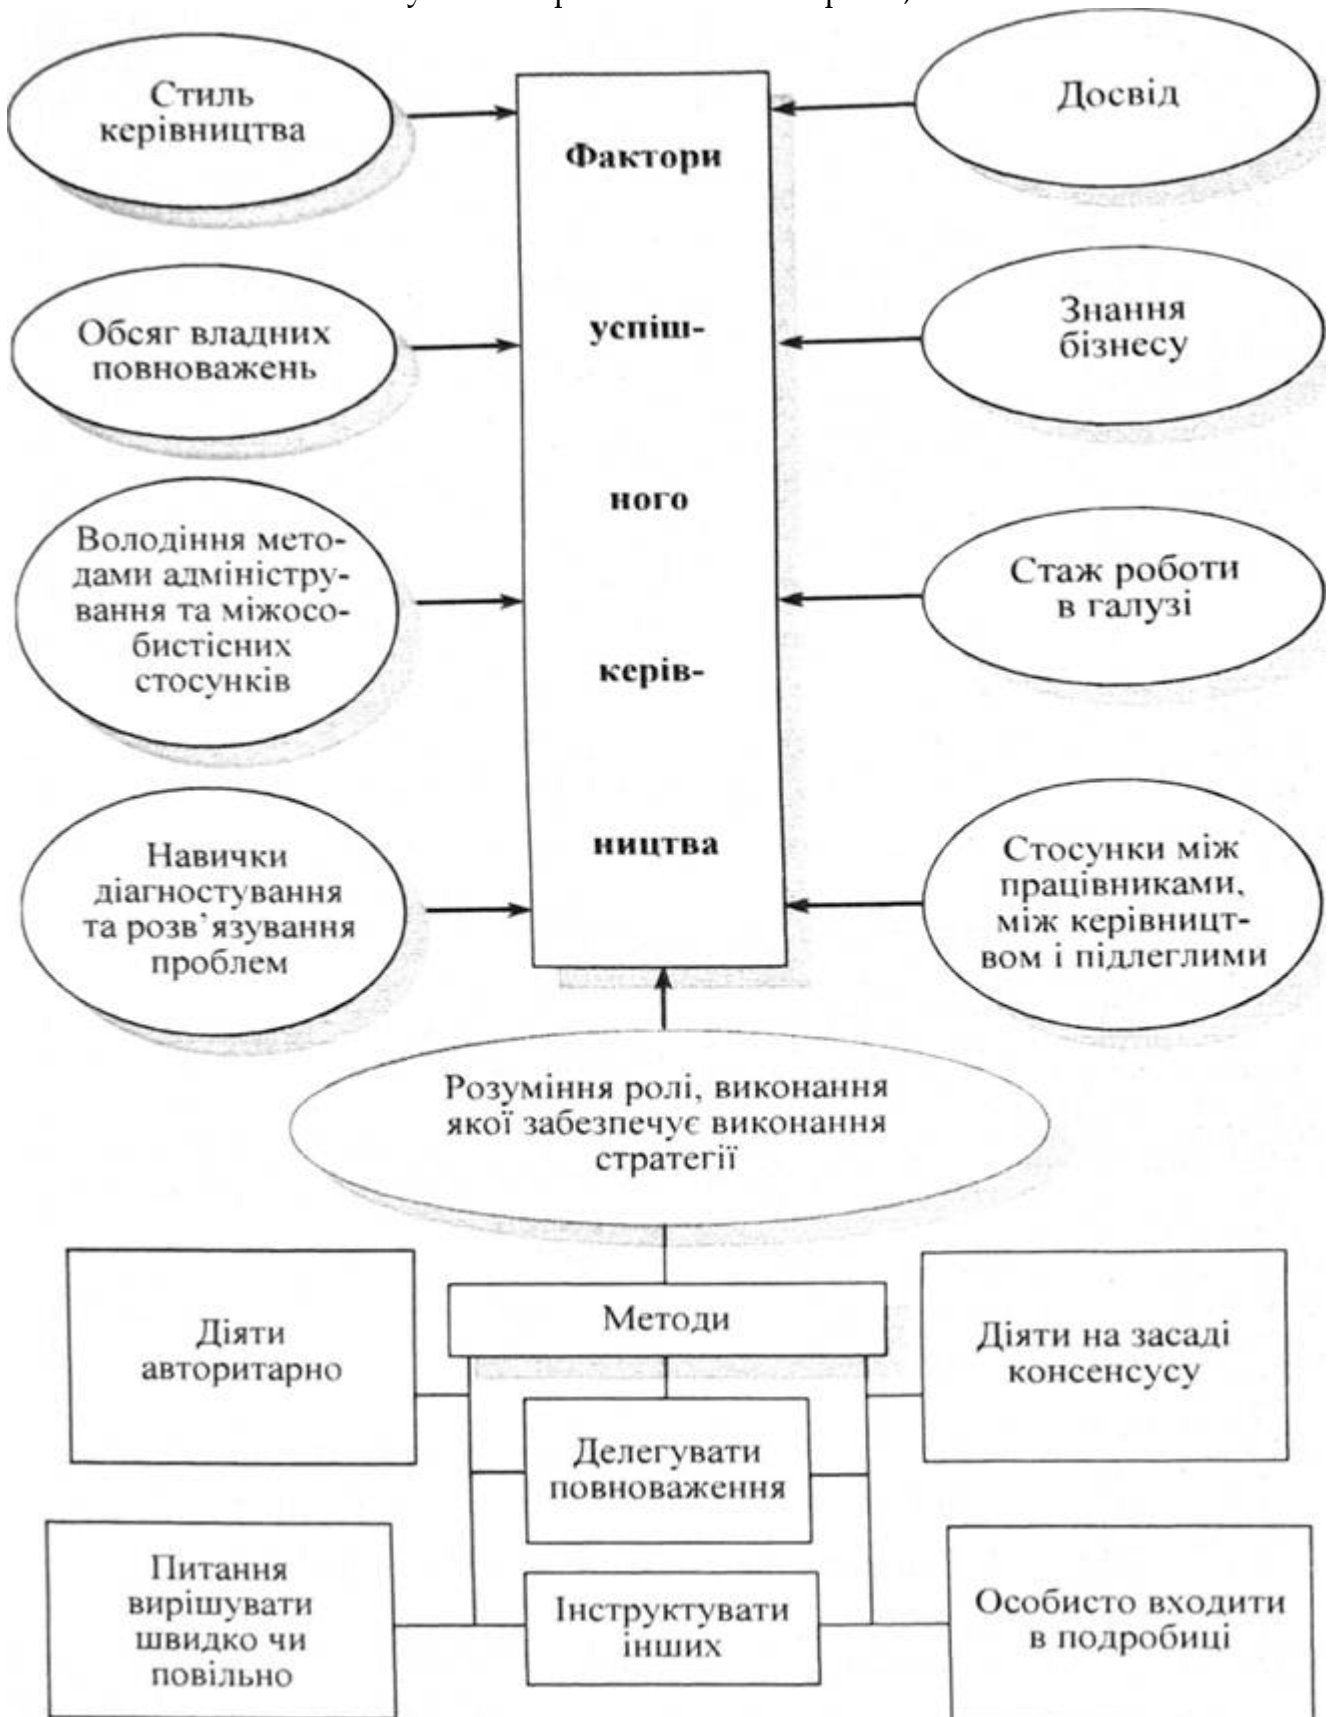 Стиль
керівництва
Обсяг владних
повноважень
Володіння мето-
дами адміністру-
вання та міжосо-
бистісних
стосунків
Навички
діагностування
та розв'язування
проблем
Фактори
успіш-
ного
керів-
ництва
Досвід
Знання
бізнесу
Стаж роботи
в галузі
Стосунки між
працівниками,
між керівницт-
вом і підлеглими
Розуміння ролі, виконання
якої забезпечує виконання
стратегії
Методи
Діяти
авторитарно
Діяти на засаді
консенсусу
Делегувати
повноваження
Питання
вирішувати
швидко чи
повільно
Інструктувати
інших
Особисто входити
в подробиці